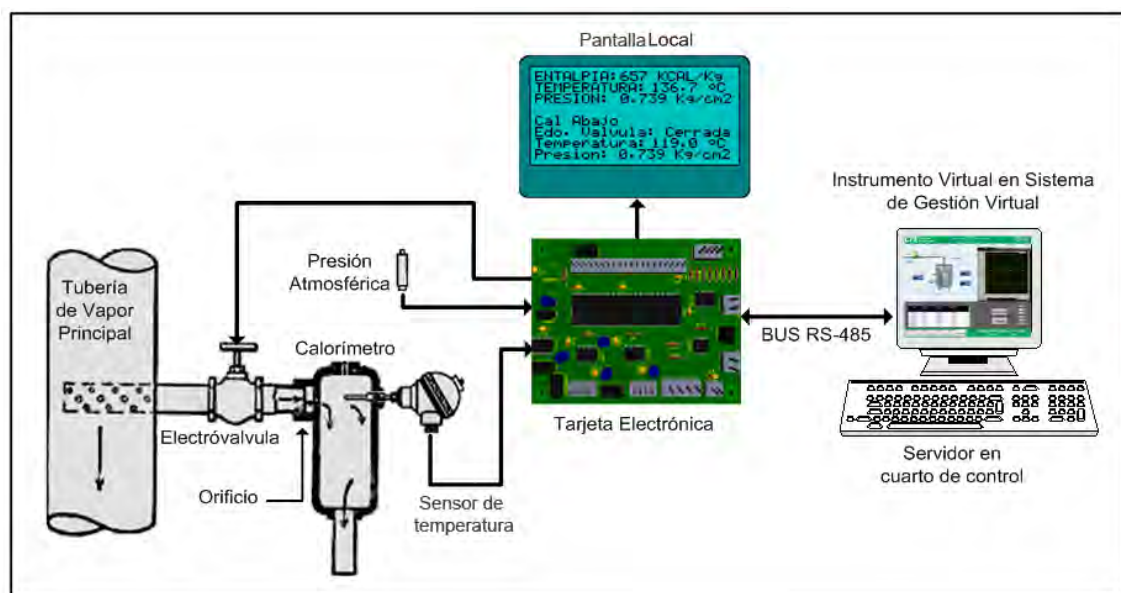 Pantalla Local
ENTALPIA: 657 KCAL/Kg
TEMPERATURA: 136.7 ºC
PRESION: 0.739 Kg/cm2
Cal Abajo
Edo. Valvula: Cerrada
Temperatura: 119.0 ºC
Presion: 0.739 Kg/cm2
Instrumento Virtual en Sistema
de Gestión Virtual
Presión
Atmosférica
Tubería
de Vapor
Principal
Calorímetro
BUS RS-485
Electróvalvula
Tarjeta Electrónica
Orificio
Sensor de
temperatura
Servidor en
cuarto de control